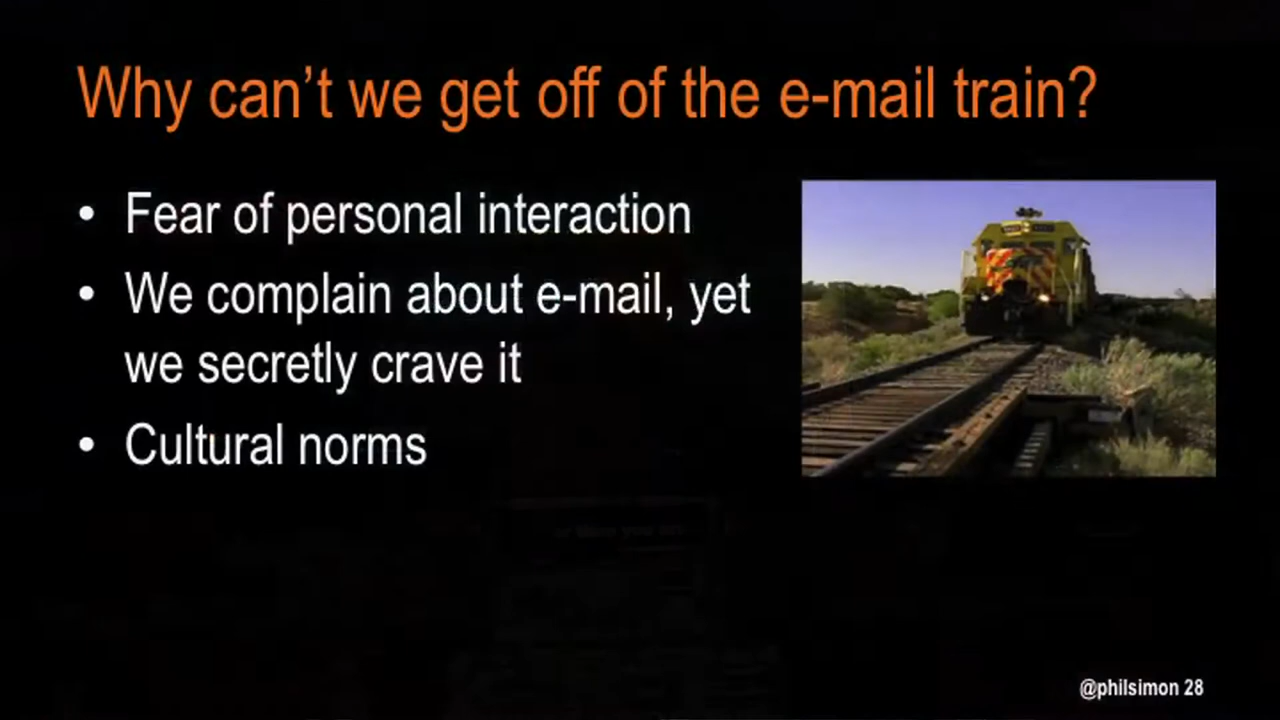 Why can’t we get off of the e-mail train?
• Fear of personal interaction
• We complain about e-mail, yet
we secretly crave it
• Cultural norms
@philsimon 28